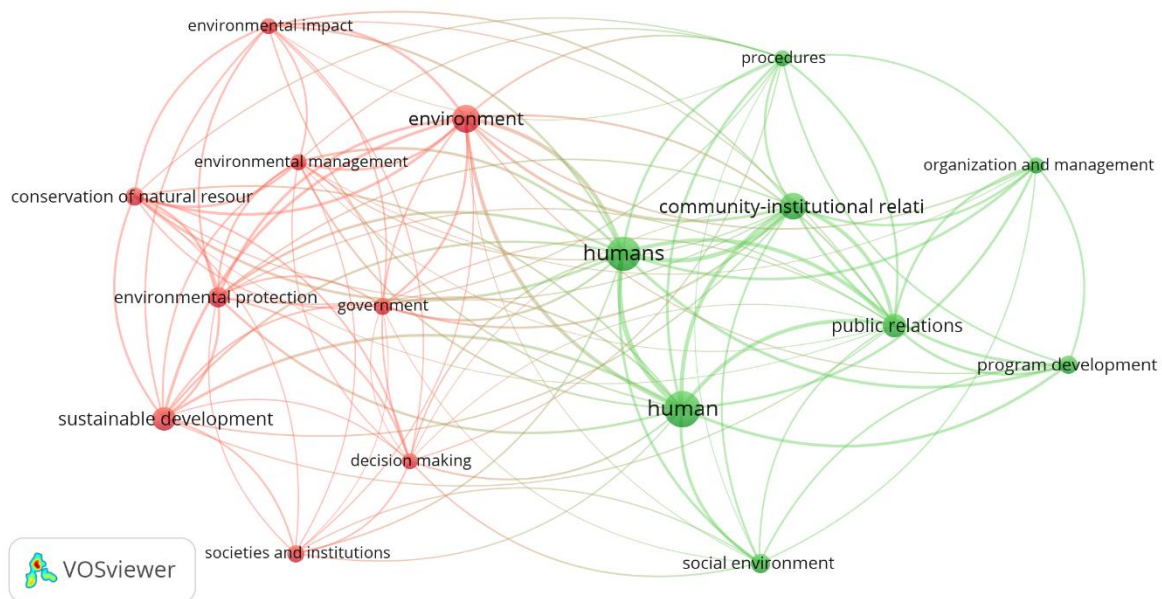 environmental impact
procedures
environment
environmental management
organization and management
conservation of natural resour
community-institutional relati
humans
environmental protection
government
public relations
program development
human
sustainable development
decision making
societies and institutions
social environment
VOSviewer